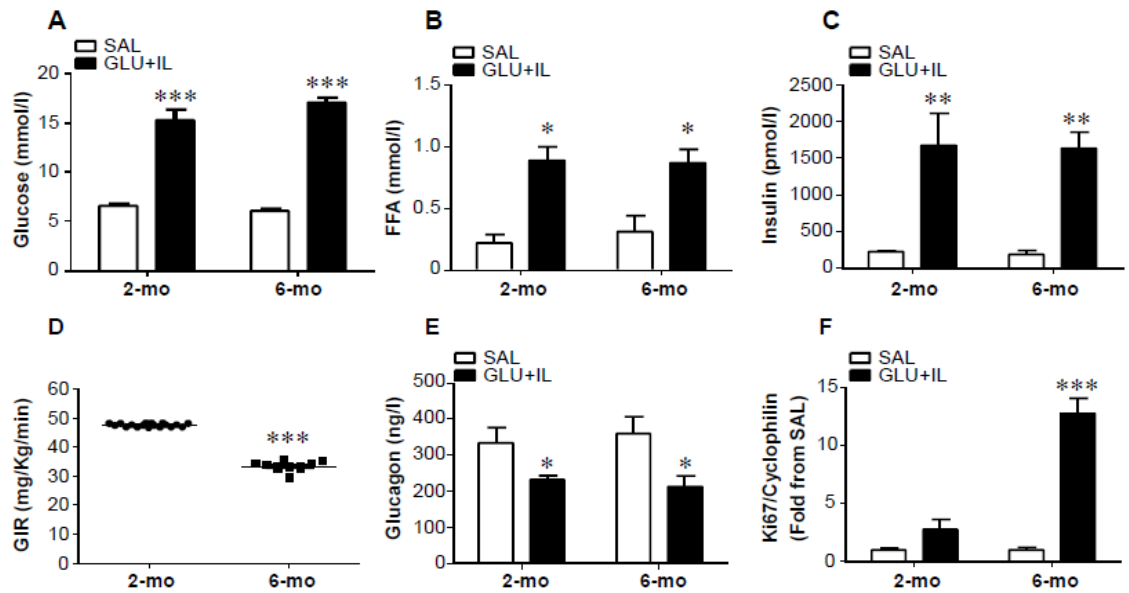 A
SAL
GLU+IL
Glucose (mmol/l)
20
15
10
5
0
***
***
2-mo
6-mo
B
SAL
GLU+IL
FFA (mmol/l)
1.5
1.0
0.5
0
*
*
2-mo
6-mo
C
SAL
GLU+IL
Insulin (pmol/l)
2500
2000
1500
1000
500
0
**
**
2-mo
6-mo
D
GIR (mg/Kg/min)
60
50
40
30
20
10
0
***
2-mo
6-mo
E
SAL
GLU+IL
Glucagon (ng/l)
500
400
300
200
100
0
*
*
2-mo
6-mo
F
SAL
GLU+IL
Ki67/Cyclophilin
(Fold from SAL)
15
10
5
0
***
2-mo
6-mo